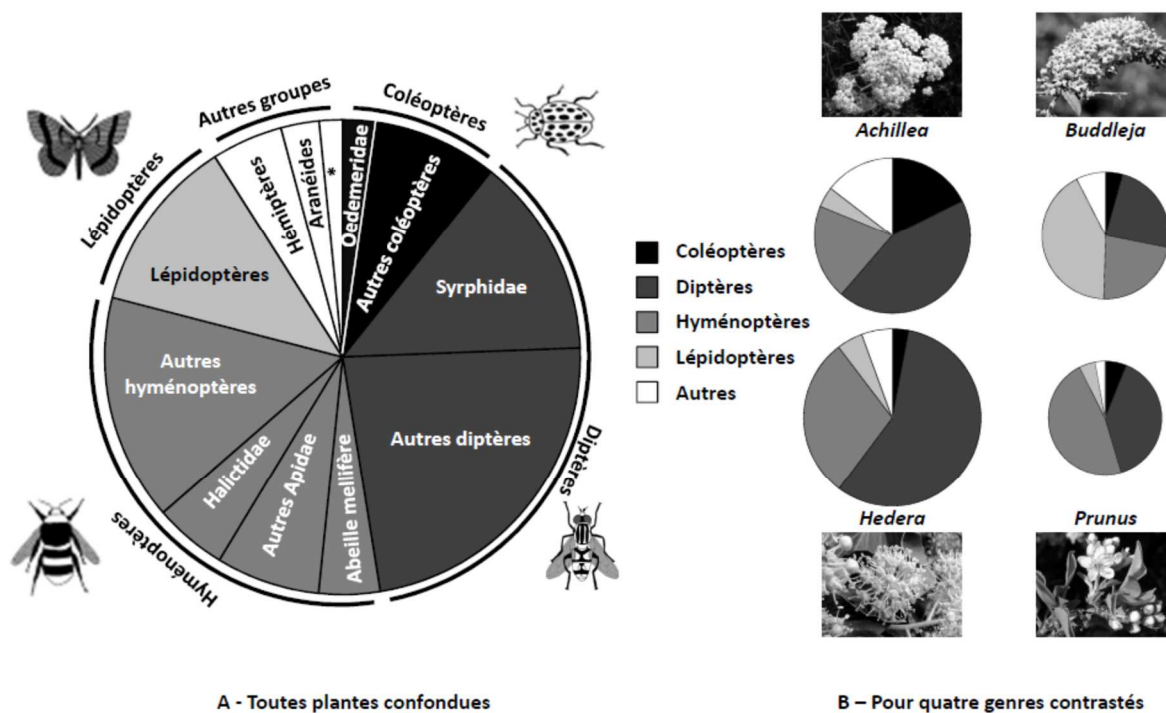 Autres groupes
Coléoptères
Lépidoptères
Hémiptères
Aranéides
*
Oedemeridae
Autres coléoptères
Syrphidae
Lépidoptères
Autres
hyménoptères
Autres diptères
Halictidae
Autres Apidae
Abeille mellifère
Hyménoptères
Diptères
A - Toutes plantes confondues
Achillea
Buddleja
Coléoptères
Diptères
Hyménoptères
Lépidoptères
Autres
Hedera
Prunus
B – Pour quatre genres contrastés